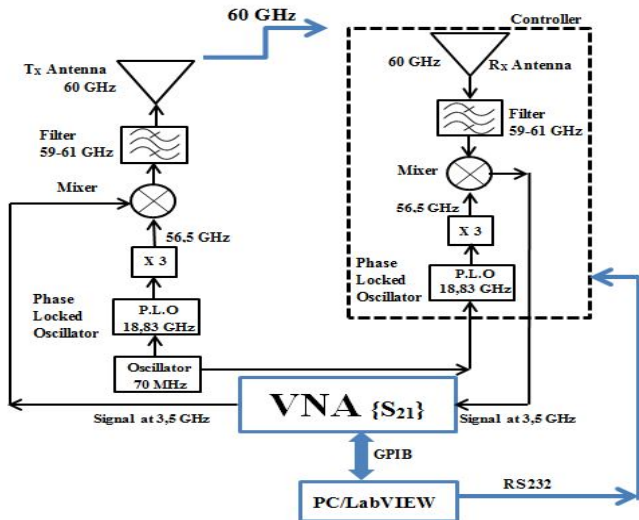 60 GHz
Controller
TX Antenna
60 GHz
60 GHz
RX Antenna
Filter
59-61 GHz
Filter
59-61 GHz
Mixer
Mixer
56,5 GHz
56,5 GHz
X 3
X 3
Phase
Locked
Oscillator
P.L.O
18,83 GHz
Phase
Locked
Oscillator
P.L.O
18,83 GHz
Oscillator
70 MHz
VNA {S21}
Signal at 3,5 GHz
Signal at 3,5 GHz
GPIB
PC/LabVIEW
RS232